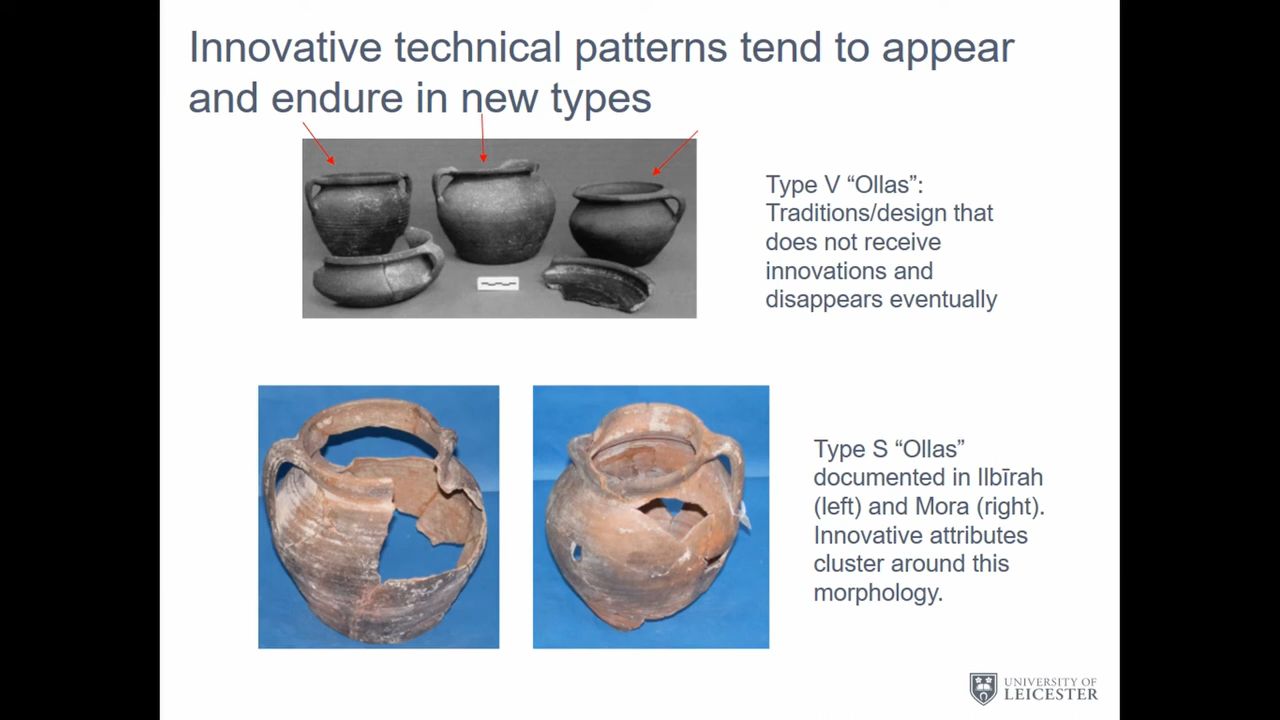 Innovative technical patterns tend to appear
and endure in new types
Type V “Ollas”:
Traditions/design that
does not receive
innovations and
disappears eventually
Type S “Ollas”
documented in Ilbīrah
(left) and Mora (right).
Innovative attributes
cluster around this
morphology.
UNIVERSITY OF
LEICESTER